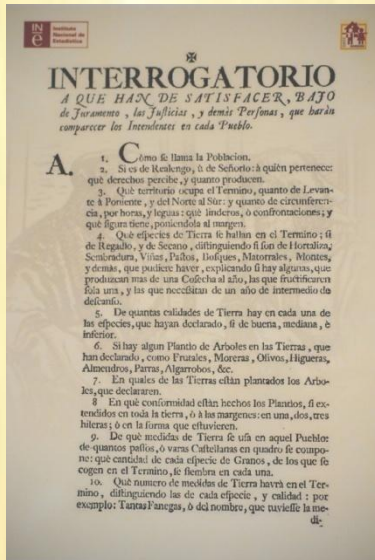 INE
Instituto
Nacional de
Estadística
INTERROGATORIO
A QUE HAN DE SATISFACER, BAJO
de Juramento, las Justicias, y demàs Personas, que haràn
comparecer los Intendentes en cada Pueblo.
A.
1. Còmo se llama la Poblacion.
2. Si es de Realengo, ù de Señorìo: à quièn pertenece:
què derechos percibe, y quanto producen.
3. Què territorio ocupa el Termino, quanto de Levan-
te à Poniente, y del Norte al Sùr: y quanto de circunferen-
cia, por horas, y leguas: què linderos, ò confrontaciones; y
què figura tiene, poniendola al margen.
4. Què especies de Tierra se hallan en el Termino; si
de Regadìo, y de Secano, distinguiendo si son de Hortaliza,
Sembradura, Viñas, Pastos, Bosques, Matorrales, Montes,
y demàs, que pudiere haver, explicando si hay algunas, que
produzcan mas de una Cosecha al año, las que fructificaren
sola una, y las que necessitan de un año de intermedio de
descanso.
5. De quantas calidades de Tierra hay en cada una de
las especies, que hayan declarado, si de buena, mediana, è
inferior.
6. Si hay algun Plantìo de Arboles en las Tierras, que
han declarado, como Frutales, Moreras, Olivos, Higueras,
Almendros, Parras, Algarrobos, &c.
7. En quales de las Tierras estàn plantados los Arbo-
les, que declararen.
8 En què conformidad estàn hechos los Plantìos, si ex-
tendidos en toda la tierra, ò à las margenes: en una, dos, tres
hileras; ò en la forma que estuvieren.
9. De què medidas de Tierra se usa en aquel Pueblo:
de quantos passos, ò varas Castellanas en quadro se compo-
ne: què cantidad de cada especie de Granos, de los que se
cogen en el Termino, se siembra en cada una.
10. Què numero de medidas de Tierra havrà en el Ter-
mino, distinguiendo las de cada especie, y calidad: por
exemplo: Tantas Fanegas, ò del nombre, que tuviesse la me-
di-